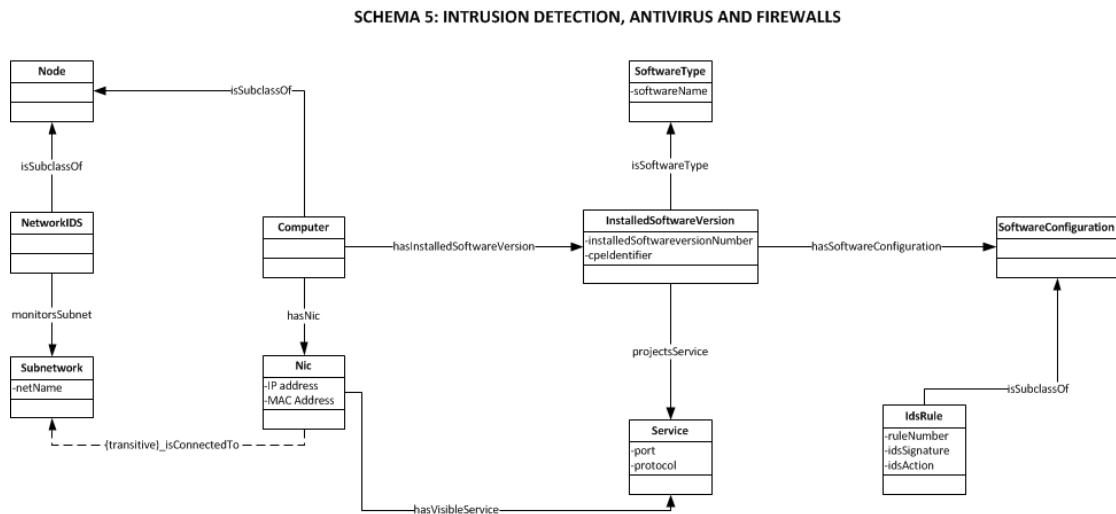 SCHEMA 5: INTRUSION DETECTION, ANTIVIRUS AND FIREWALLS
Node
SoftwareType
-softwareName
isSubclassOf
isSubclassOf
isSoftwareType
NetworkIDS
Computer
InstalledSoftwareVersion
-installedSoftwareversionNumber
-cpeIdentifier
SoftwareConfiguration
hasInstalledSoftwareVersion
hasSoftwareConfiguration
monitorsSubnet
hasNic
projectsService
Subnetwork
-netName
Nic
-IP address
-MAC Address
isSubclassOf
IdsRule
-ruleNumber
-idsSignature
-idsAction
Service
-port
-protocol
{transitive}_isConnectedTo
hasVisibleService